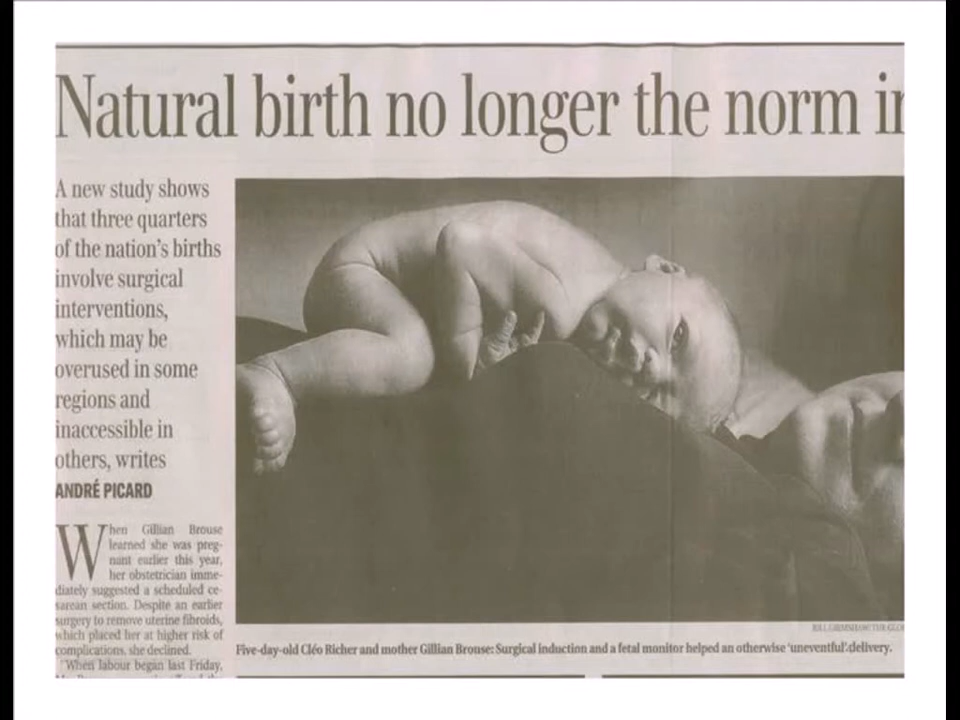 Natural birth no longer the norm
A new study shows
that three quarters
of the nation's births
involve surgical
interventions,
which may be
overused in some
regions and
inaccessible in
others, writes
ANDRÉ PICARD
When Gillian Brouse
learned she was preg-
nant earlier this year,
her obstetrician imme-
diately suggested a scheduled ce-
sarean section. Despite an earlier
surgery to remove uterine fibroids,
which placed her at higher risk of
complications, she declined.
"When labour began last Friday,
Five-day-old Cléo Richer and mother Gillian Brouse: Surgical induction and a fetal monitor helped an otherwise 'uneventful' delivery.